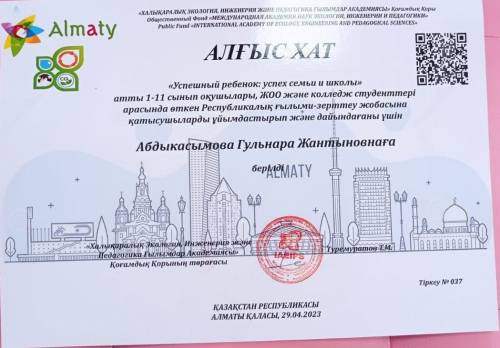 «ХАЛЫҚАРАЛЫҚ ЭКОЛОГИЯ, ИНЖЕНЕРИЯ ЖӘНЕ ПЕДАГОГИКА ҒЫЛЫМДАР АКАДЕМИЯСЫ» Қоғамдық Қоры
Общественный Фонд «МЕЖДУНАРОДНАЯ АКАДЕМИЯ НАУК ЭКОЛОГИИ, ИНЖЕНЕРИИ И ПЕДАГОГИКИ»
Public Fund «INTERNATIONAL ACADEMY OF ECOLOGY, ENGINEERING AND PEDAGOGICAL SCIENCES»
Almaty
АЛҒЫС ХАТ
«Успешный ребенок: успех семьи и школы»
атты 1-11 сынып оқушылары, ЖОО және колледж студенттері
арасында өткен Республикалық ғылыми-зерттеу жобасына
қатысушыларды ұйымдастырып және дайындағаны үшін
Абдыкасымова Гульнара Жантыновнаға
берілді
ALMATY
«Халықаралық Экология, Инженерия және
Педагогика Ғылымдар Академиясы»
Қоғамдық Қорының төрағасы
IAEEPS
Туремуратов Т.М.
Тіркеу № 037
ҚАЗАҚСТАН РЕСПУБЛИКАСЫ
АЛМАТЫ ҚАЛАСЫ, 29.04.2023